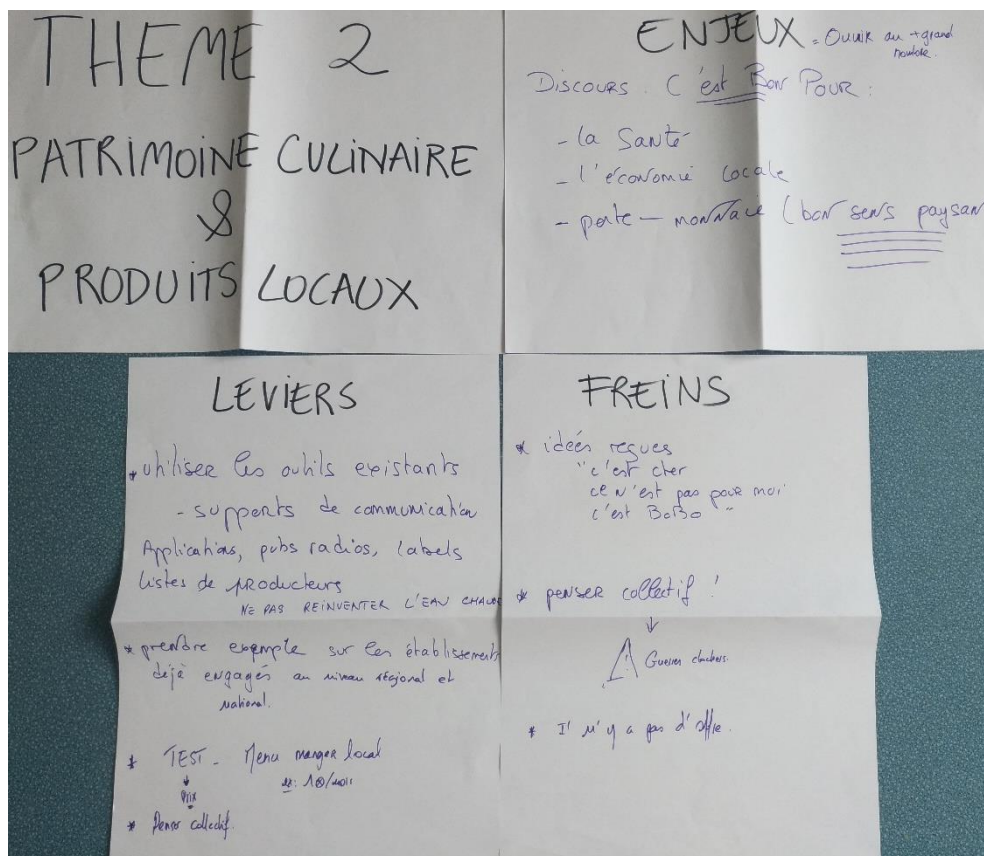 THEME 2
PATRIMOINE CULINAIRE
&
PRODUITS LOCAUX
ENJEUX = Ouvrir au + grand
nombre.
DISCOURS. C'est Bon Pour :
- la Santé
- l'économie locale
- porte-monnaie (bon sens paysan
LEVIERS
* utiliser les outils existants
- supports de communication
Applications, pubs radios, labels
listes de producteurs
NE PAS REINVENTER L'EAU CHAUDE
* prendre exemple sur les établissements
déjà engagés au niveau régional et
national.
* TEST - Menu manger local
ex: 1 /mois
Prix
* Penser collectif.
FREINS
* idées reçues
"c'est cher
ce n'est pas pour moi
c'est BoBo "
* penser collectif !
Guerres clochers.
* Il n'y a pas d'offre.